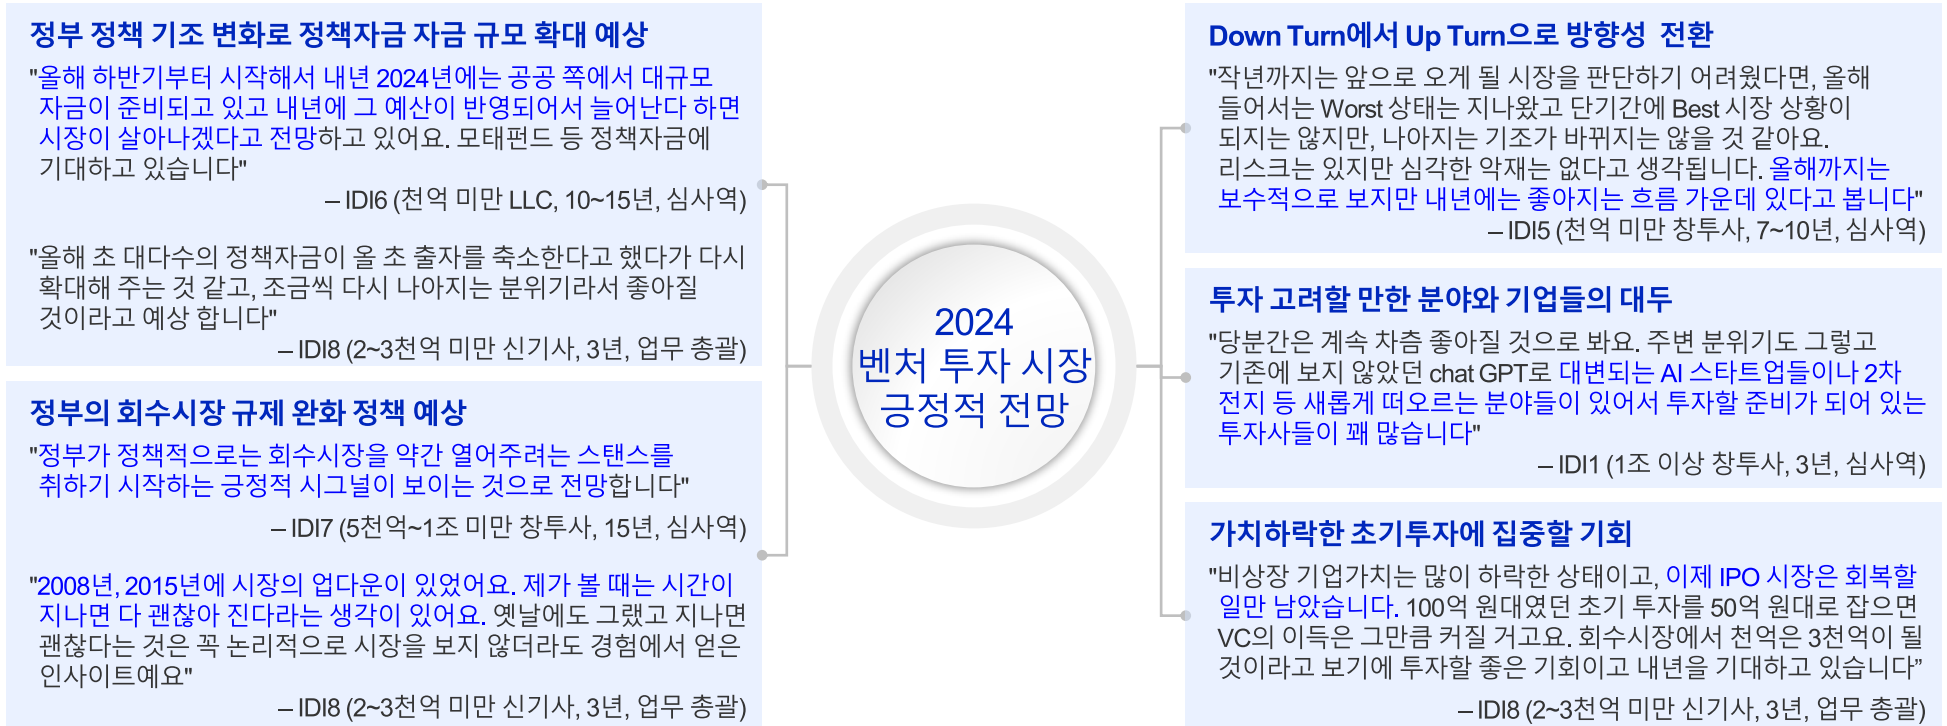 정부 정책 기조 변화로 정책자금 자금 규모 확대 예상
"올해 하반기부터 시작해서 내년 2024년에는 공공 쪽에서 대규모
자금이 준비되고 있고 내년에 그 예산이 반영되어서 늘어난다 하면
시장이 살아나겠다고 전망하고 있어요. 모태펀드 등 정책자금에
기대하고 있습니다"
– IDI6 (천억 미만 LLC, 10~15년, 심사역)
"올해 초 대다수의 정책자금이 올 초 출자를 축소한다고 했다가 다시
확대해 주는 것 같고, 조금씩 다시 나아지는 분위기라서 좋아질
것이라고 예상 합니다"
– IDI8 (2~3천억 미만 신기사, 3년, 업무 총괄)
정부의 회수시장 규제 완화 정책 예상
"정부가 정책적으로는 회수시장을 약간 열어주려는 스탠스를
취하기 시작하는 긍정적 시그널이 보이는 것으로 전망합니다"
– IDI7 (5천억~1조 미만 창투사, 15년, 심사역)
"2008년, 2015년에 시장의 업다운이 있었어요. 제가 볼 때는 시간이
지나면 다 괜찮아 진다라는 생각이 있어요. 옛날에도 그랬고 지나면
괜찮다는 것은 꼭 논리적으로 시장을 보지 않더라도 경험에서 얻은
인사이트예요"
– IDI8 (2~3천억 미만 신기사, 3년, 업무 총괄)
2024
벤처 투자 시장
긍정적 전망
Down Turn에서 Up Turn으로 방향성 전환
"작년까지는 앞으로 오게 될 시장을 판단하기 어려웠다면, 올해
들어서는 Worst 상태는 지나왔고 단기간에 Best 시장 상황이
되지는 않지만, 나아지는 기조가 바뀌지는 않을 것 같아요.
리스크는 있지만 심각한 악재는 없다고 생각됩니다. 올해까지는
보수적으로 보지만 내년에는 좋아지는 흐름 가운데 있다고 봅니다"
– IDI5 (천억 미만 창투사, 7~10년, 심사역)
투자 고려할 만한 분야와 기업들의 대두
"당분간은 계속 차츰 좋아질 것으로 봐요. 주변 분위기도 그렇고
기존에 보지 않았던 chat GPT로 대변되는 AI 스타트업들이나 2차
전지 등 새롭게 떠오르는 분야들이 있어서 투자할 준비가 되어 있는
투자사들이 꽤 많습니다"
– IDI1 (1조 이상 창투사, 3년, 심사역)
가치하락한 초기투자에 집중할 기회
"비상장 기업가치는 많이 하락한 상태이고, 이제 IPO 시장은 회복할
일만 남았습니다. 100억 원대였던 초기 투자를 50억 원대로 잡으면
VC의 이득은 그만큼 커질 거고요. 회수시장에서 천억은 3천억이 될
것이라고 보기에 투자할 좋은 기회이고 내년을 기대하고 있습니다”
– IDI8 (2~3천억 미만 신기사, 3년, 업무 총괄)